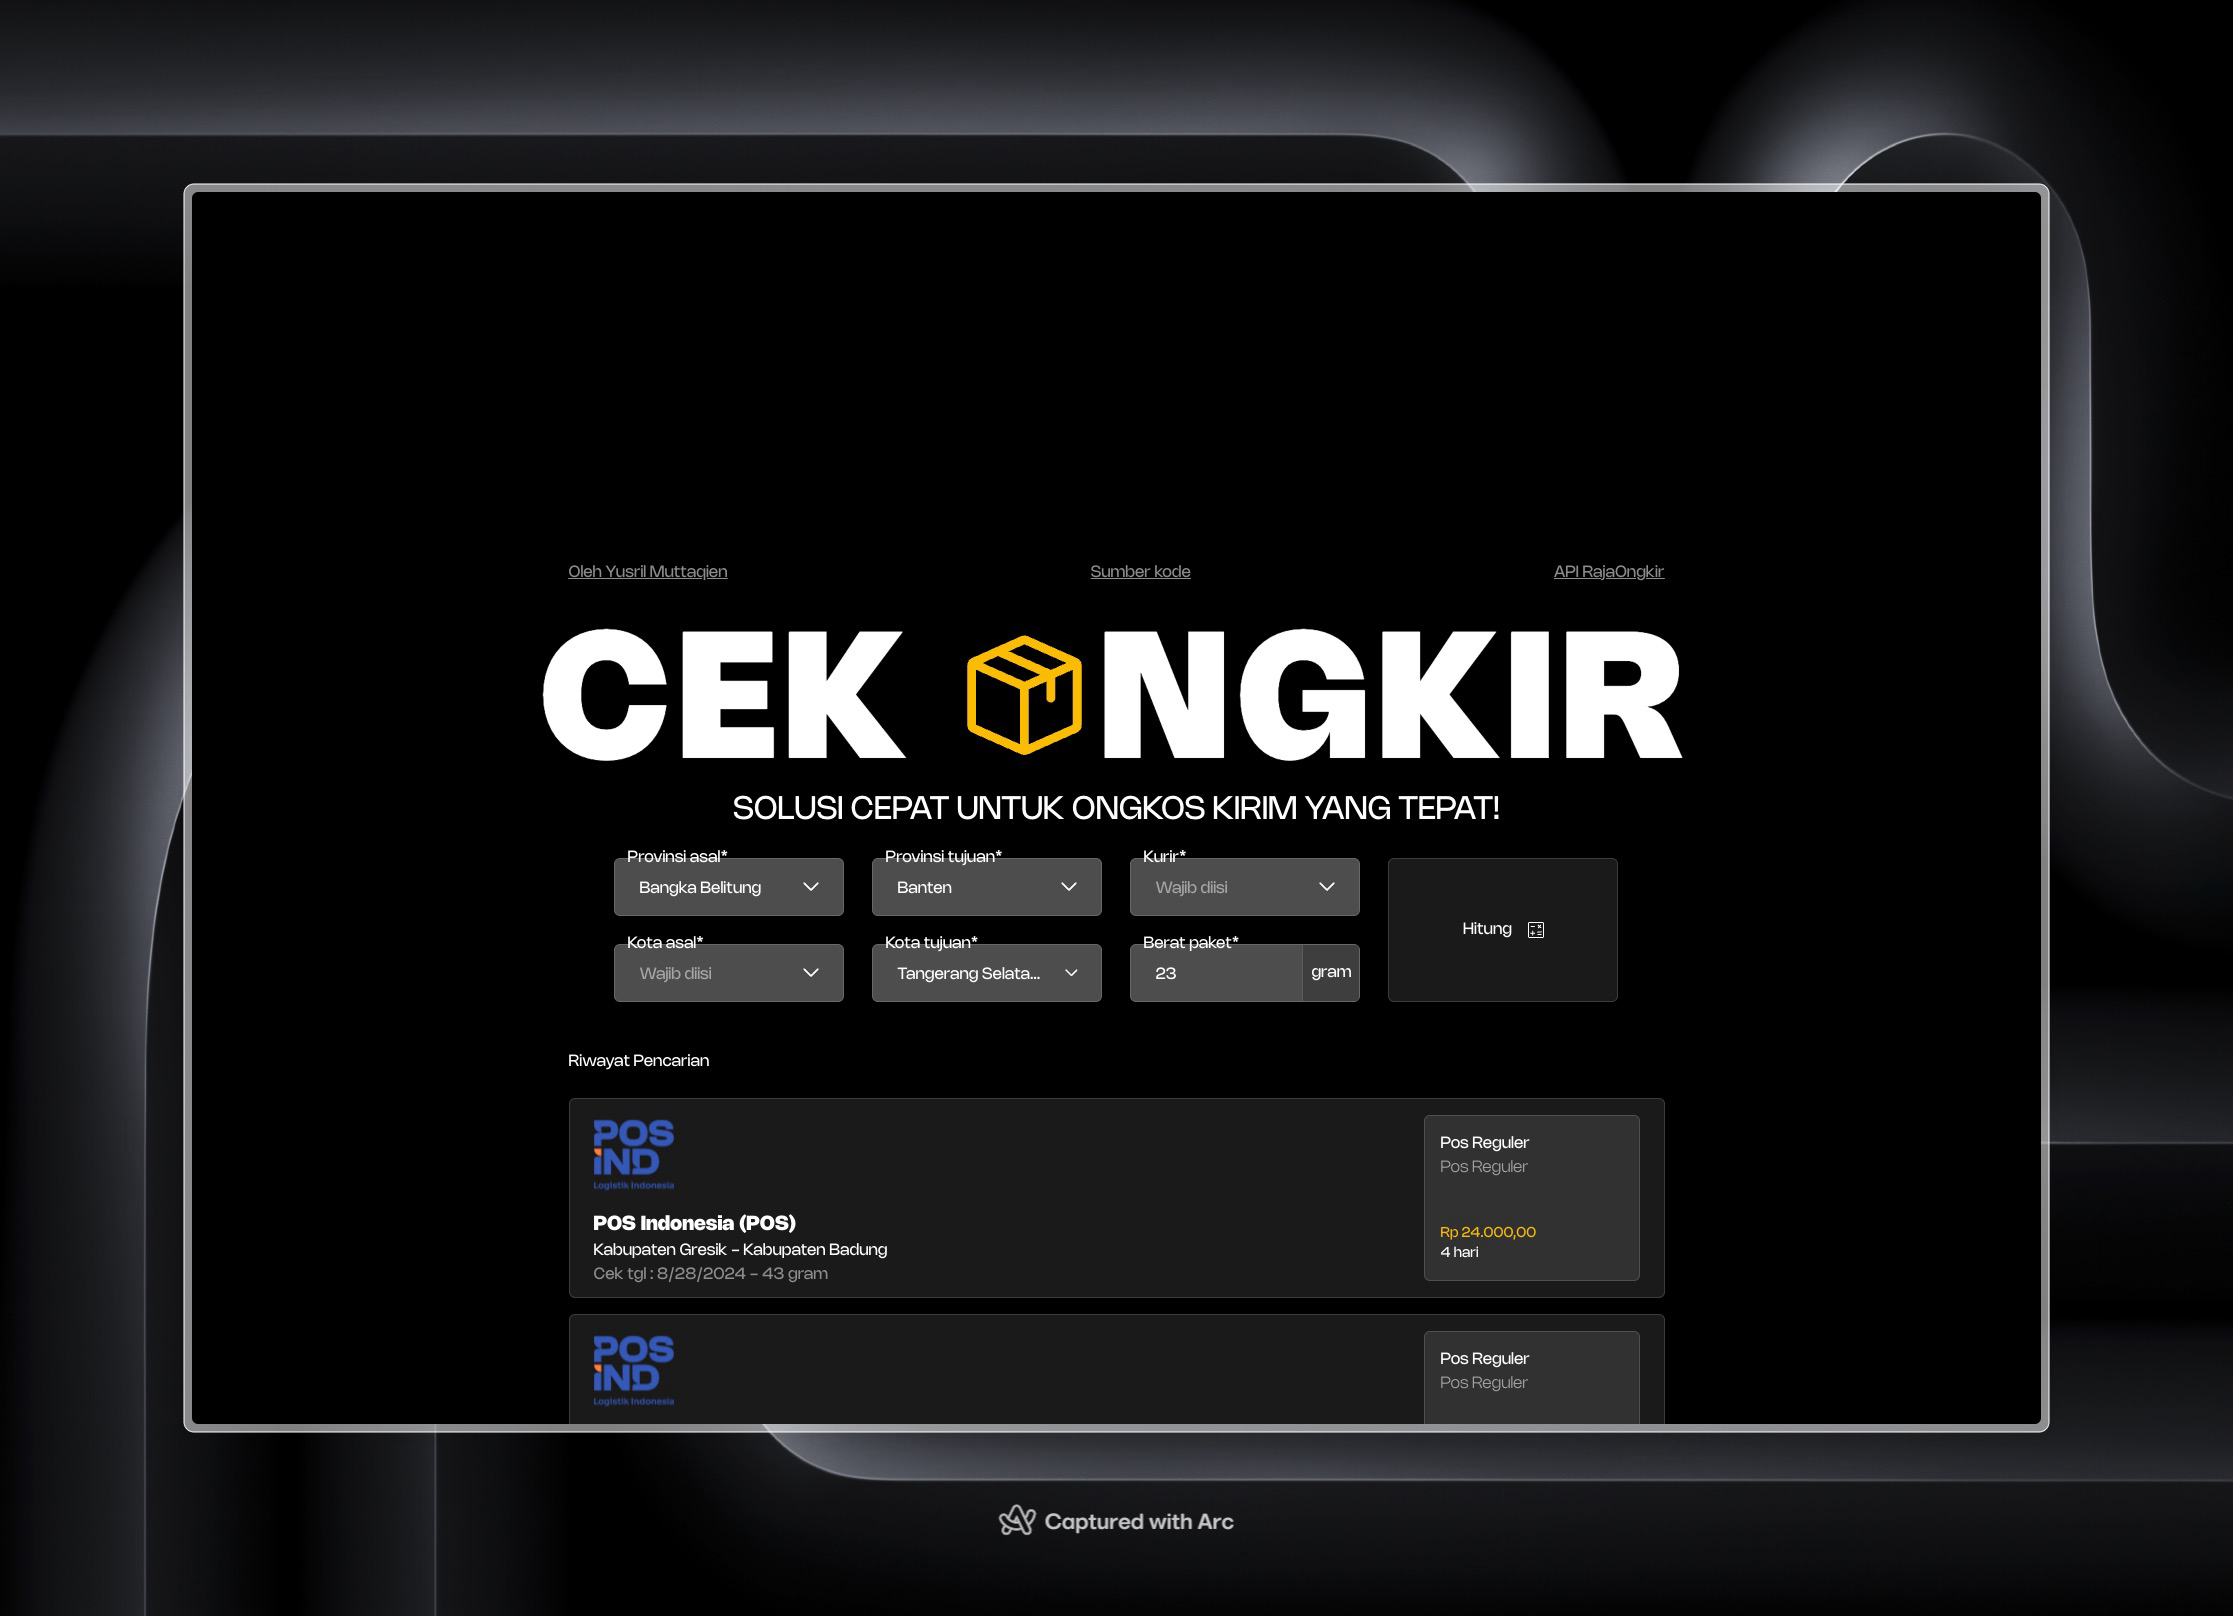 Oleh Yusril Muttaqien
Sumber kode
API RajaOngkir
CEK NGKIR
SOLUSI CEPAT UNTUK ONGKOS KIRIM YANG TEPAT!
Provinsi asal*
Bangka Belitung
Provinsi tujuan*
Banten
Kurir*
Wajib diisi
Hitung
Kota asal*
Wajib diisi
Kota tujuan*
Tangerang Selata...
Berat paket*
23
gram
Riwayat Pencarian
POS
IND
Logistik Indonesia
POS Indonesia (POS)
Kabupaten Gresik - Kabupaten Badung
Cek tgl : 8/28/2024 - 43 gram
Pos Reguler
Pos Reguler
Rp 24.000,00
4 hari
POS
IND
Logistik Indonesia
Pos Reguler
Pos Reguler
Captured with Arc